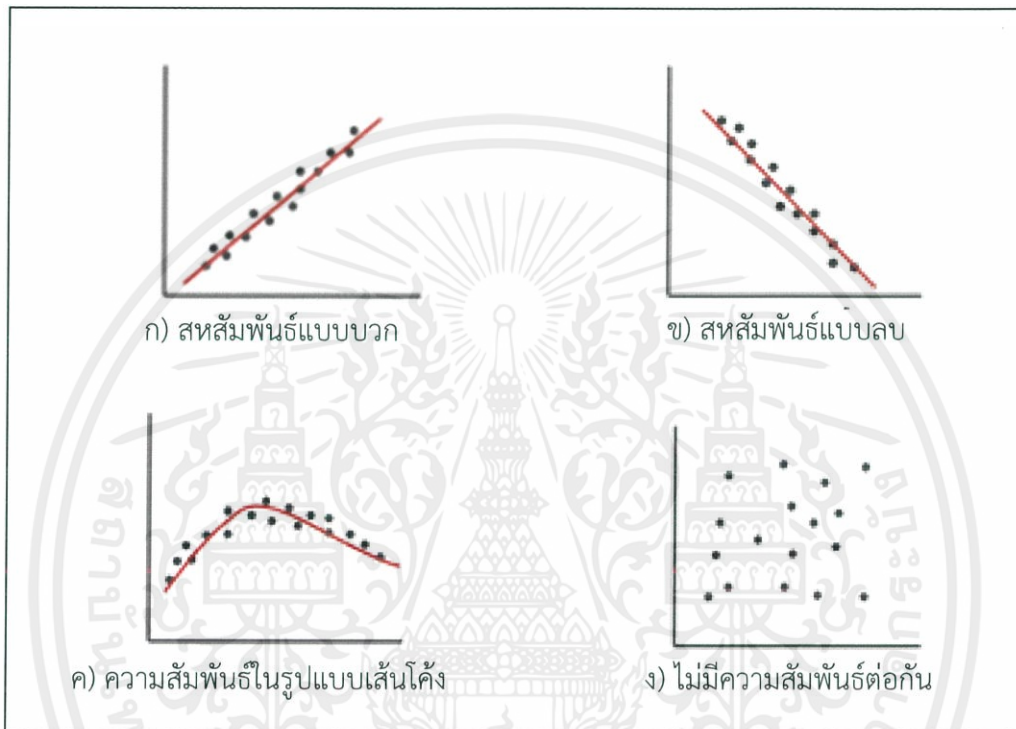 ก) สหสัมพันธ์แบบบวก
ข) สหสัมพันธ์แบบลบ
ค) ความสัมพันธ์ในรูปแบบเส้นโค้ง
ง) ไม่มีความสัมพันธ์ต่อกัน